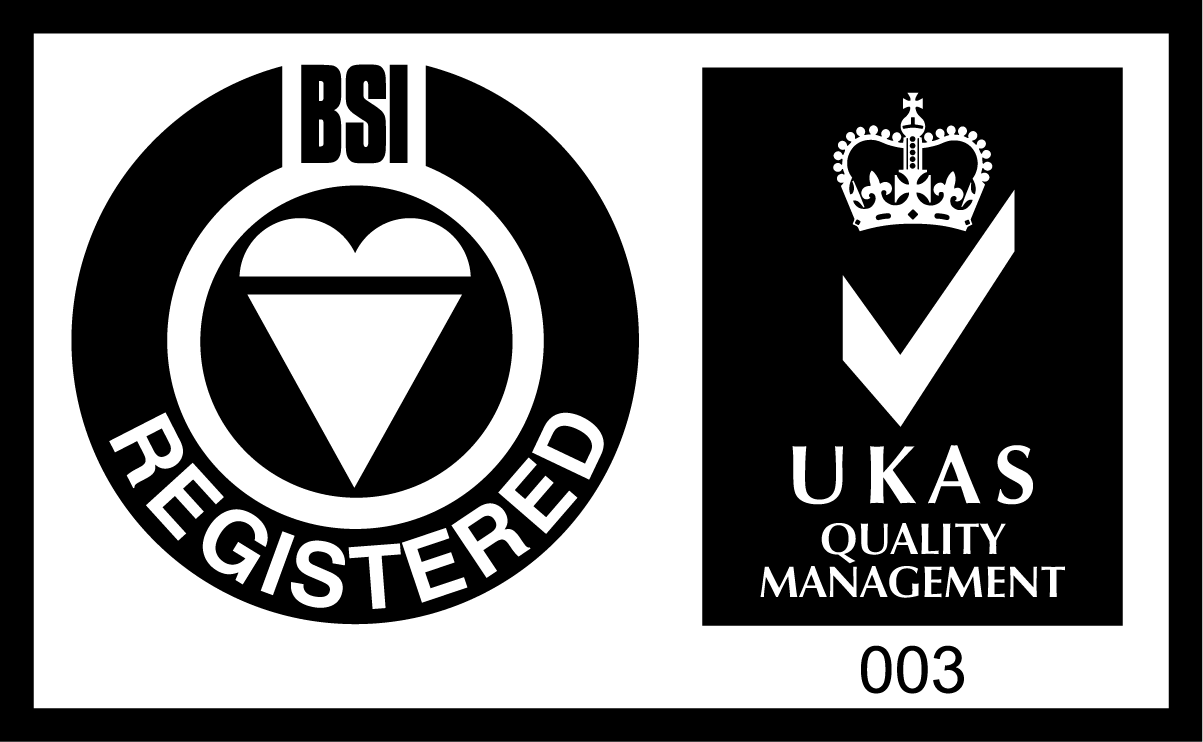 BSI
REGISTERED
UKAS
QUALITY
MANAGEMENT
003